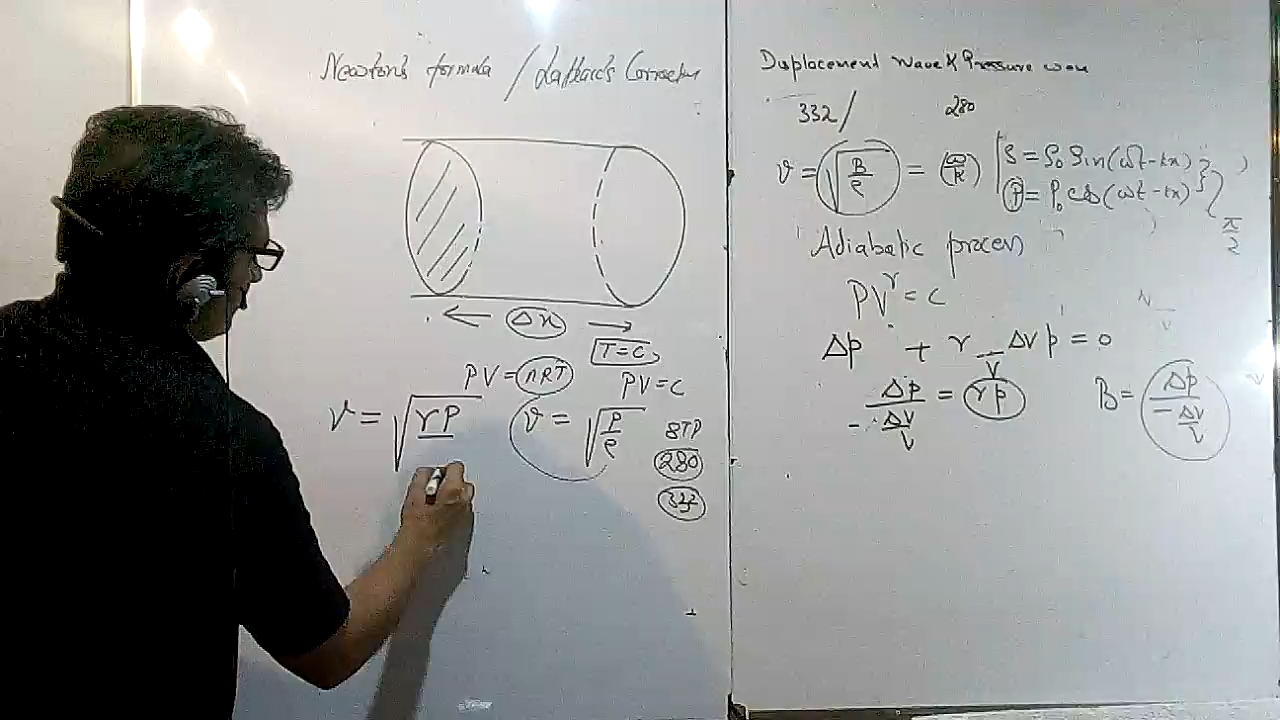 Newton's formula / Laplace's Correction
Δx
T = C
PV = nRT
PV = C
v = √γP
v = √P/ρ
STP
280
332
Displacement Wave & Pressure wave
332 /
280
v = √B/ρ = (ω/k)
S = S₀ Sin(ωt - kx)
P = P₀ cos(ωt - kx)
π/2
Adiabatic process
PV^γ = C
Δp + γ ΔV/V p = 0
Δp / -ΔV/V = γp
B = Δp / -ΔV/V